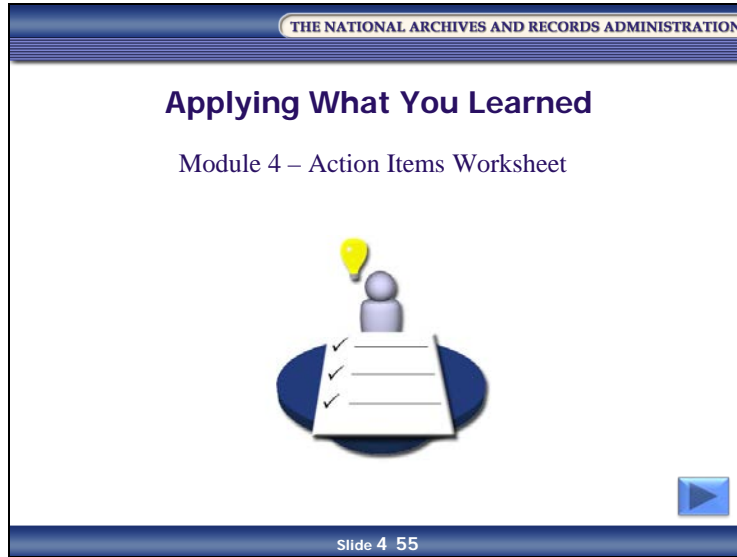 THE NATIONAL ARCHIVES AND RECORDS ADMINISTRATION
Applying What You Learned
Module 4 – Action Items Worksheet
Slide 4 55